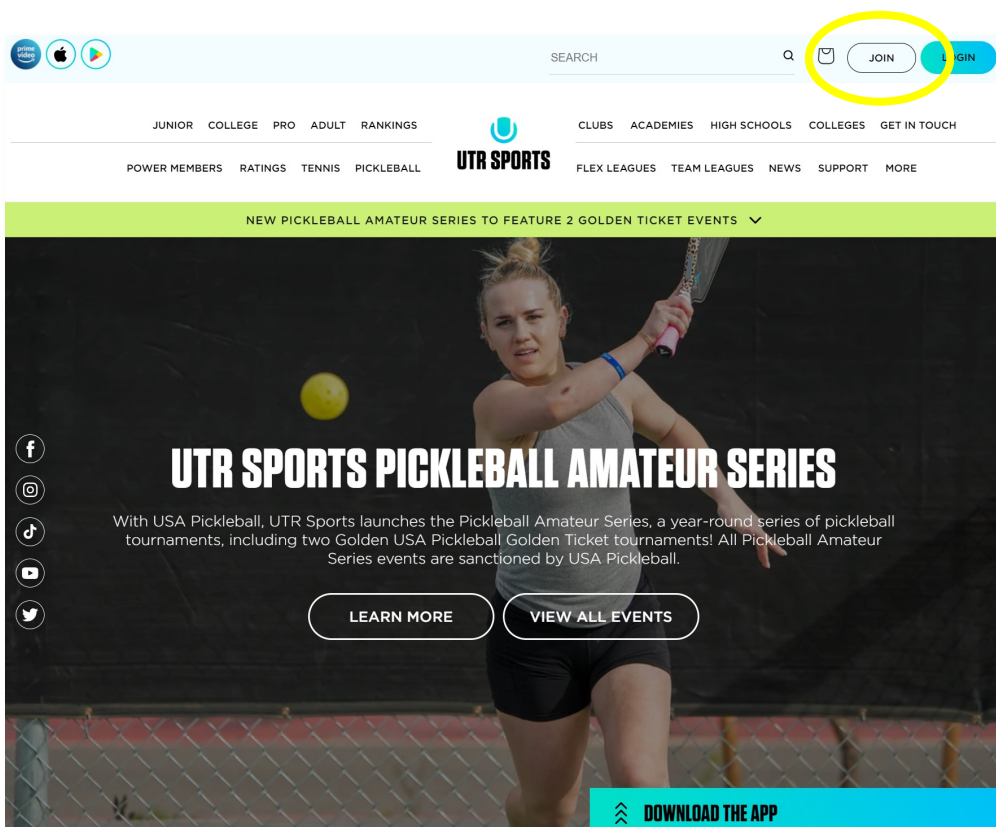 prime video
SEARCH
JOIN
LOGIN
JUNIOR COLLEGE PRO ADULT RANKINGS
CLUBS ACADEMIES HIGH SCHOOLS COLLEGES GET IN TOUCH
UTR SPORTS
POWER MEMBERS RATINGS TENNIS PICKLEBALL
FLEX LEAGUES TEAM LEAGUES NEWS SUPPORT MORE
NEW PICKLEBALL AMATEUR SERIES TO FEATURE 2 GOLDEN TICKET EVENTS
UTR SPORTS PICKLEBALL AMATEUR SERIES
With USA Pickleball, UTR Sports launches the Pickleball Amateur Series, a year-round series of pickleball
tournaments, including two Golden USA Pickleball Golden Ticket tournaments! All Pickleball Amateur
Series events are sanctioned by USA Pickleball.
LEARN MORE
VIEW ALL EVENTS
DOWNLOAD THE APP